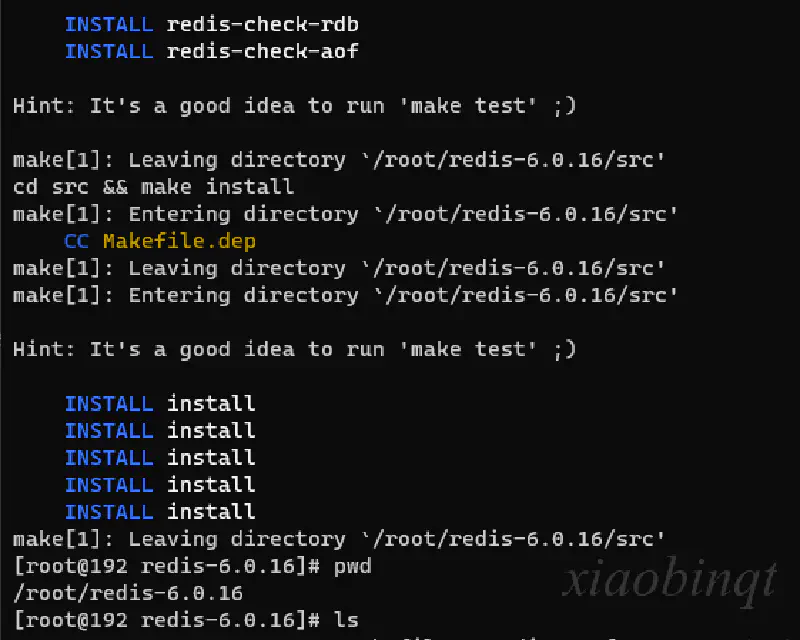 INSTALL redis-check-rdb
INSTALL redis-check-aof
Hint: It's a good idea to run 'make test' ;)
make[1]: Leaving directory `/root/redis-6.0.16/src'
cd src && make install
make[1]: Entering directory `/root/redis-6.0.16/src'
CC Makefile.dep
make[1]: Leaving directory `/root/redis-6.0.16/src'
make[1]: Entering directory `/root/redis-6.0.16/src'
Hint: It's a good idea to run 'make test' ;)
INSTALL install
INSTALL install
INSTALL install
INSTALL install
INSTALL install
make[1]: Leaving directory `/root/redis-6.0.16/src'
[root@192 redis-6.0.16]# pwd
/root/redis-6.0.16
[root@192 redis-6.0.16]# ls
xiaobinqt